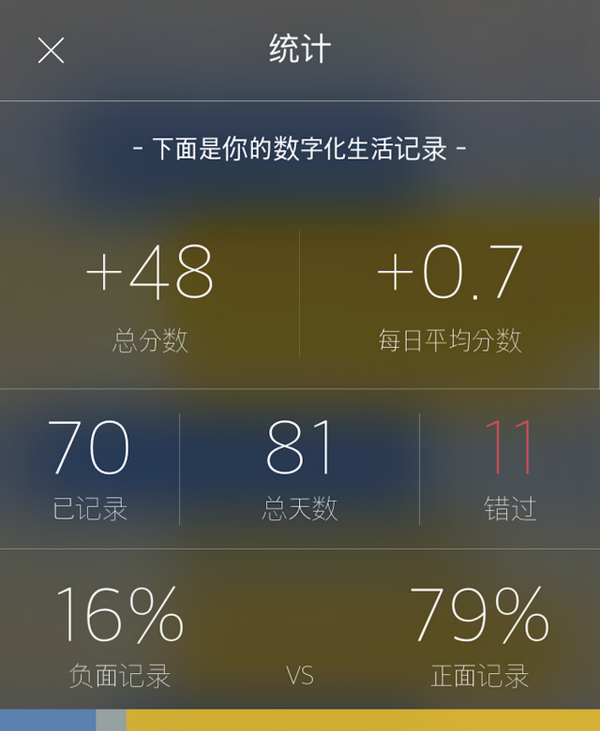 统计
- 下面是你的数字化生活记录 -
+48 +0.7
总分数 每日平均分数
70 81 11
已记录 总天数 错过
16% 79%
负面记录 VS 正面记录